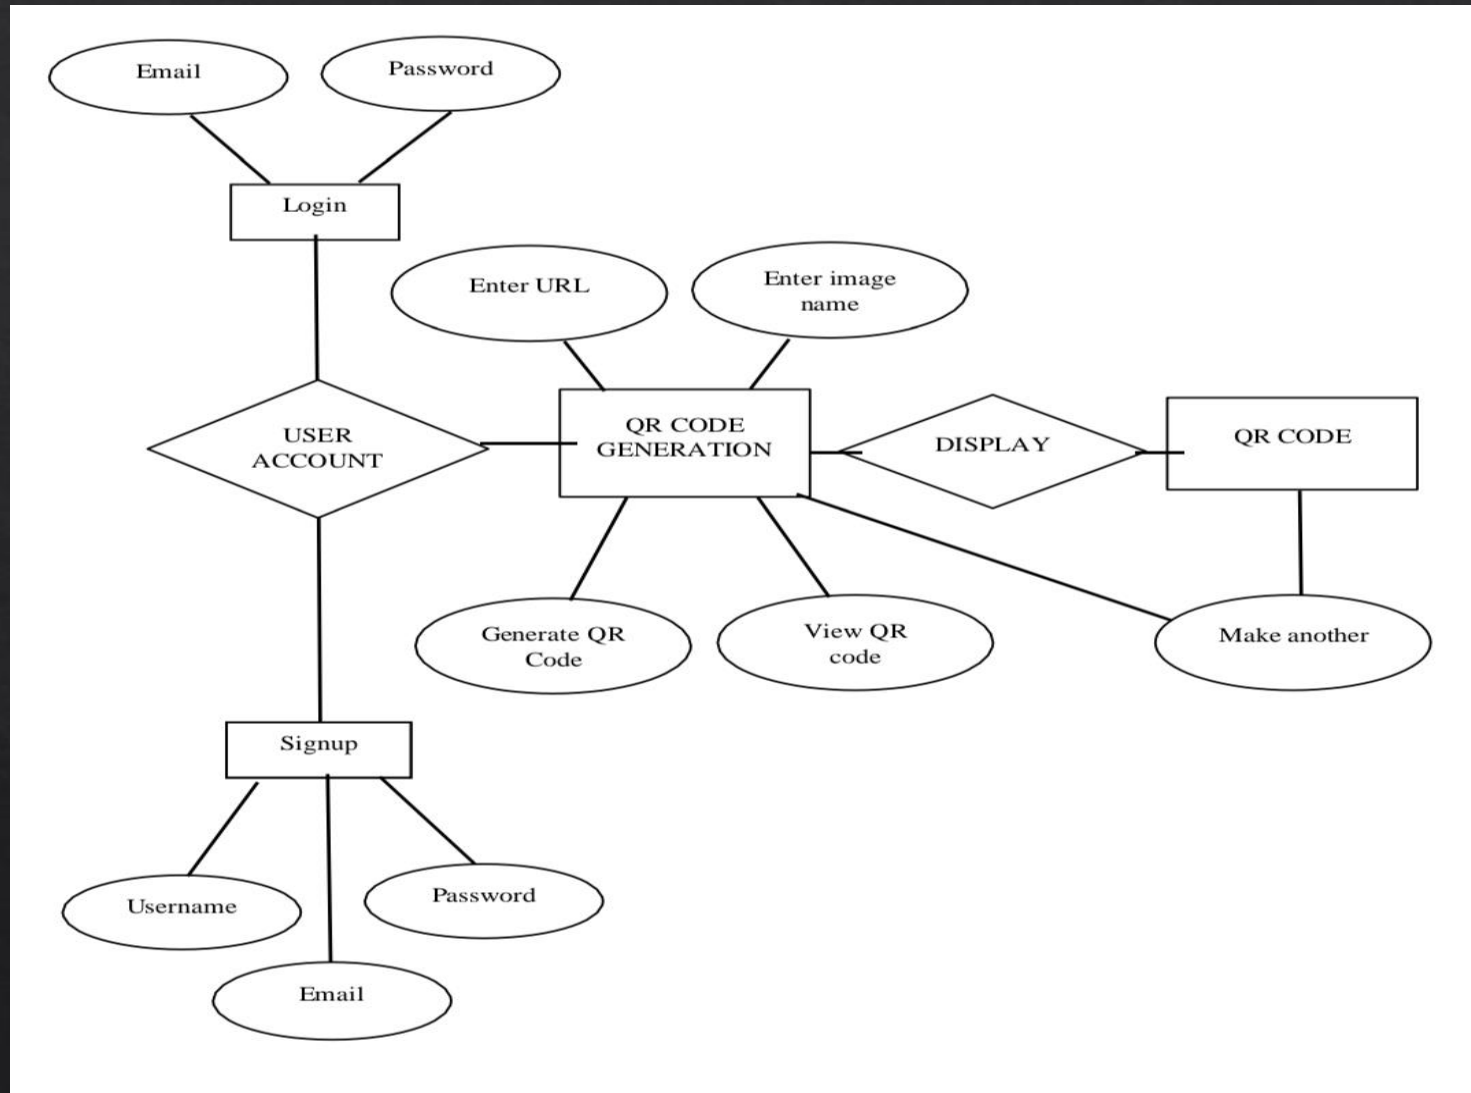 Email
Password
Login
Enter URL
Enter image
name
USER
ACCOUNT
QR CODE
GENERATION
DISPLAY
QR CODE
Generate QR
Code
View QR
code
Make another
Signup
Username
Password
Email